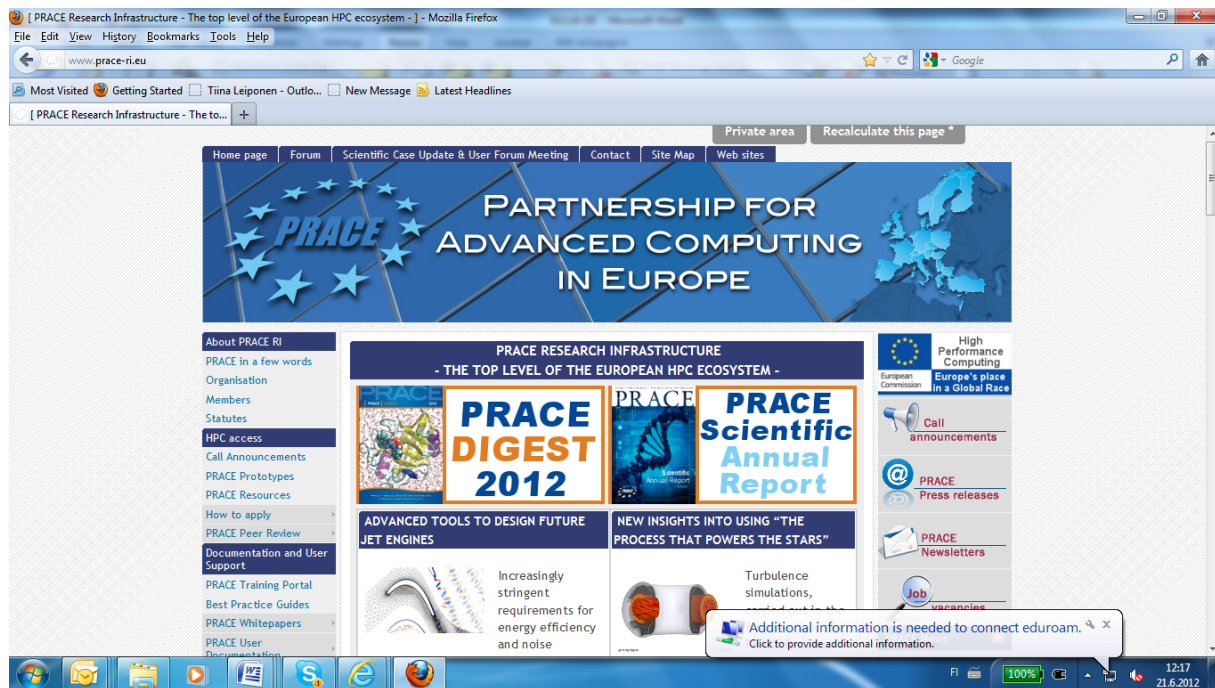 [ PRACE Research Infrastructure - The top level of the European HPC ecosystem - ] - Mozilla Firefox
File Edit View History Bookmarks Tools Help
www.prace-ri.eu
Google
Most Visited Getting Started Tiina Leiponen - Outlo... New Message Latest Headlines
[ PRACE Research Infrastructure - The to... +
Private area Recalculate this page *
Home page Forum Scientific Case Update & User Forum Meeting Contact Site Map Web sites
PRACE
PARTNERSHIP FOR
ADVANCED COMPUTING
IN EUROPE
About PRACE RI
PRACE in a few words
Organisation
Members
Statutes
HPC access
Call Announcements
PRACE Prototypes
PRACE Resources
How to apply
PRACE Peer Review
Documentation and User
Support
PRACE Training Portal
Best Practice Guides
PRACE Whitepapers
PRACE User
Documentation
PRACE RESEARCH INFRASTRUCTURE
- THE TOP LEVEL OF THE EUROPEAN HPC ECOSYSTEM -
PRACE
PRACE
DIGEST
2012
PRACE
Scientific
Annual Report
PRACE
Scientific
Annual
Report
ADVANCED TOOLS TO DESIGN FUTURE
JET ENGINES
Increasingly
stringent
requirements for
energy efficiency
and noise
NEW INSIGHTS INTO USING “THE
PROCESS THAT POWERS THE STARS”
Turbulence
simulations,
carried out in the
European
Commission
High
Performance
Computing
Europe's place
in a Global Race
Call
announcements
PRACE
Press releases
PRACE
Newsletters
Job
vacancies
Additional information is needed to connect eduroam.
Click to provide additional information.
FI 100% 12:17
21.6.2012